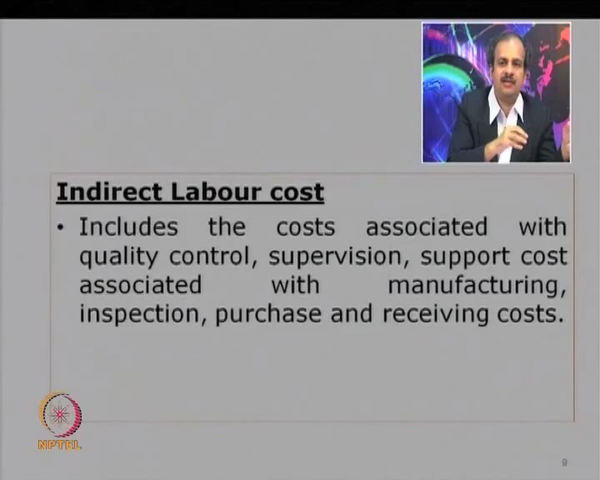 Indirect Labour cost
• Includes the costs associated with
quality control, supervision, support cost
associated with manufacturing,
inspection, purchase and receiving costs.
NPTEL
9